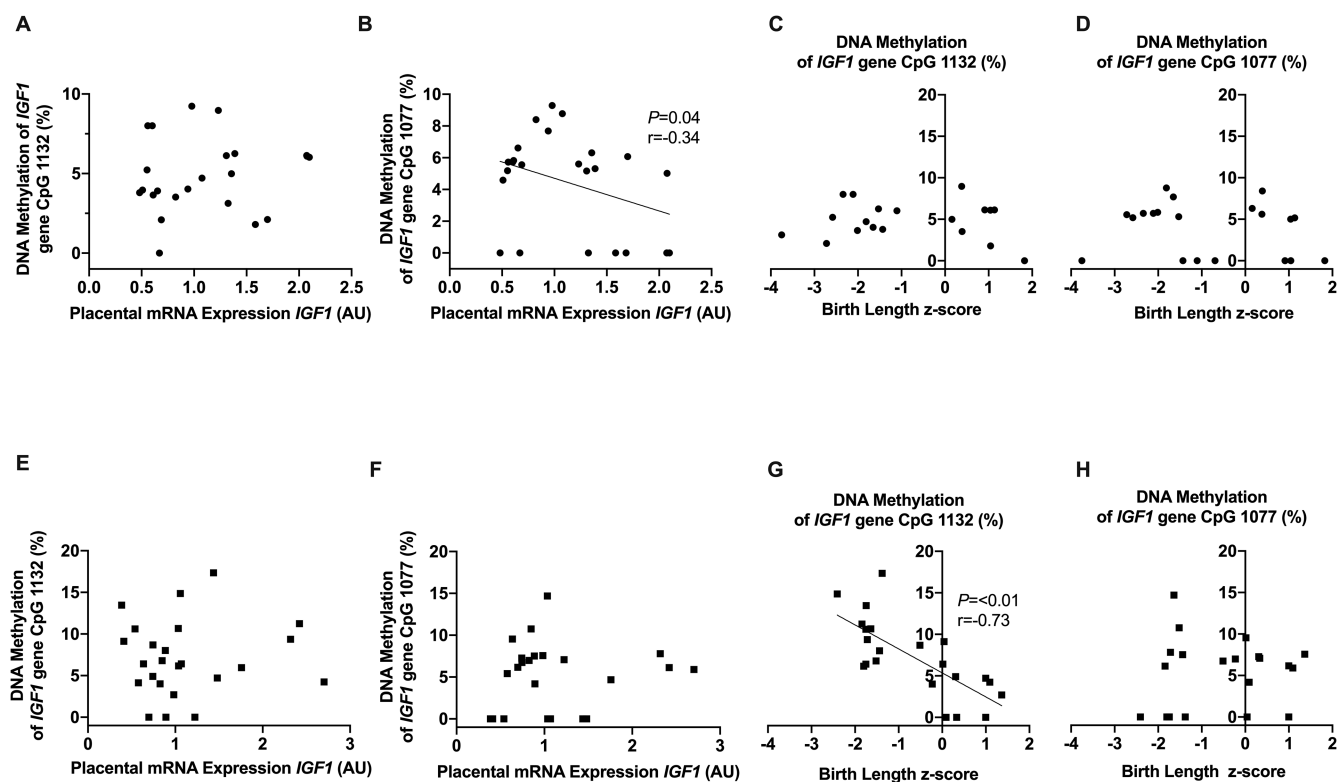 A
B
C
D
DNA Methylation
of IGF1 gene CpG 1132 (%)
DNA Methylation
of IGF1 gene CpG 1077 (%)
DNA Methylation of IGF1
gene CpG 1132 (%)
10
5
0
0.0 0.5 1.0 1.5 2.0 2.5
Placental mRNA Expression IGF1 (AU)
DNA Methylation
of IGF1 gene CpG 1077 (%)
10
8
6
4
2
0
P=0.04
r=-0.34
0.0 0.5 1.0 1.5 2.0 2.5
Placental mRNA Expression IGF1 (AU)
20
15
10
5
0
-4 -3 -2 -1 0 1 2
Birth Length z-score
20
15
10
5
0
-4 -3 -2 -1 0 1 2
Birth Length z-score
E
F
G
H
DNA Methylation
of IGF1 gene CpG 1132 (%)
DNA Methylation
of IGF1 gene CpG 1077 (%)
DNA Methylation
of IGF1 gene CpG 1132 (%)
20
15
10
5
0
0 1 2 3
Placental mRNA Expression IGF1 (AU)
DNA Methylation
of IGF1 gene CpG 1077 (%)
20
15
10
5
0
0 1 2 3
Placental mRNA Expression IGF1 (AU)
20
15
10
5
0
P=<0.01
r=-0.73
-4 -3 -2 -1 0 1 2
Birth Length z-score
20
15
10
5
0
-4 -3 -2 -1 0 1 2
Birth Length z-score